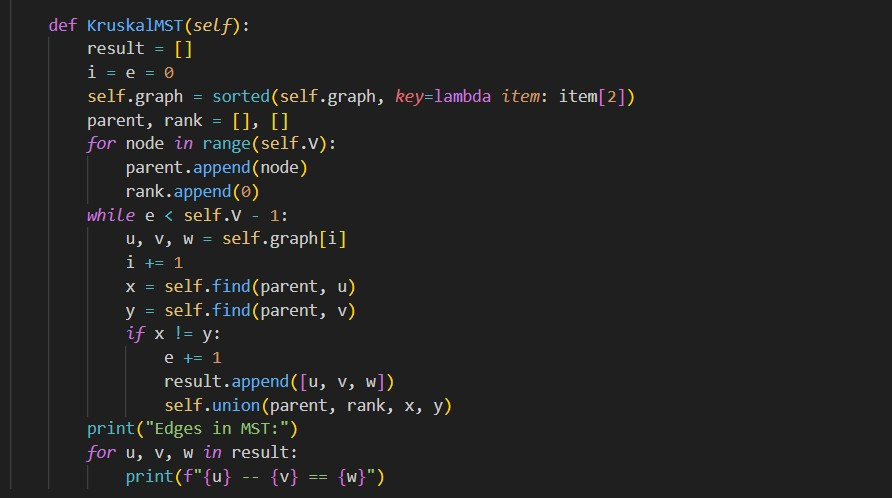 def KruskalMST(self):
    result = []
    i = e = 0
    self.graph = sorted(self.graph, key=lambda item: item[2])
    parent, rank = [], []
    for node in range(self.V):
        parent.append(node)
        rank.append(0)
    while e < self.V - 1:
        u, v, w = self.graph[i]
        i += 1
        x = self.find(parent, u)
        y = self.find(parent, v)
        if x != y:
            e += 1
            result.append([u, v, w])
            self.union(parent, rank, x, y)
    print("Edges in MST:")
    for u, v, w in result:
        print(f"{u} -- {v} == {w}")